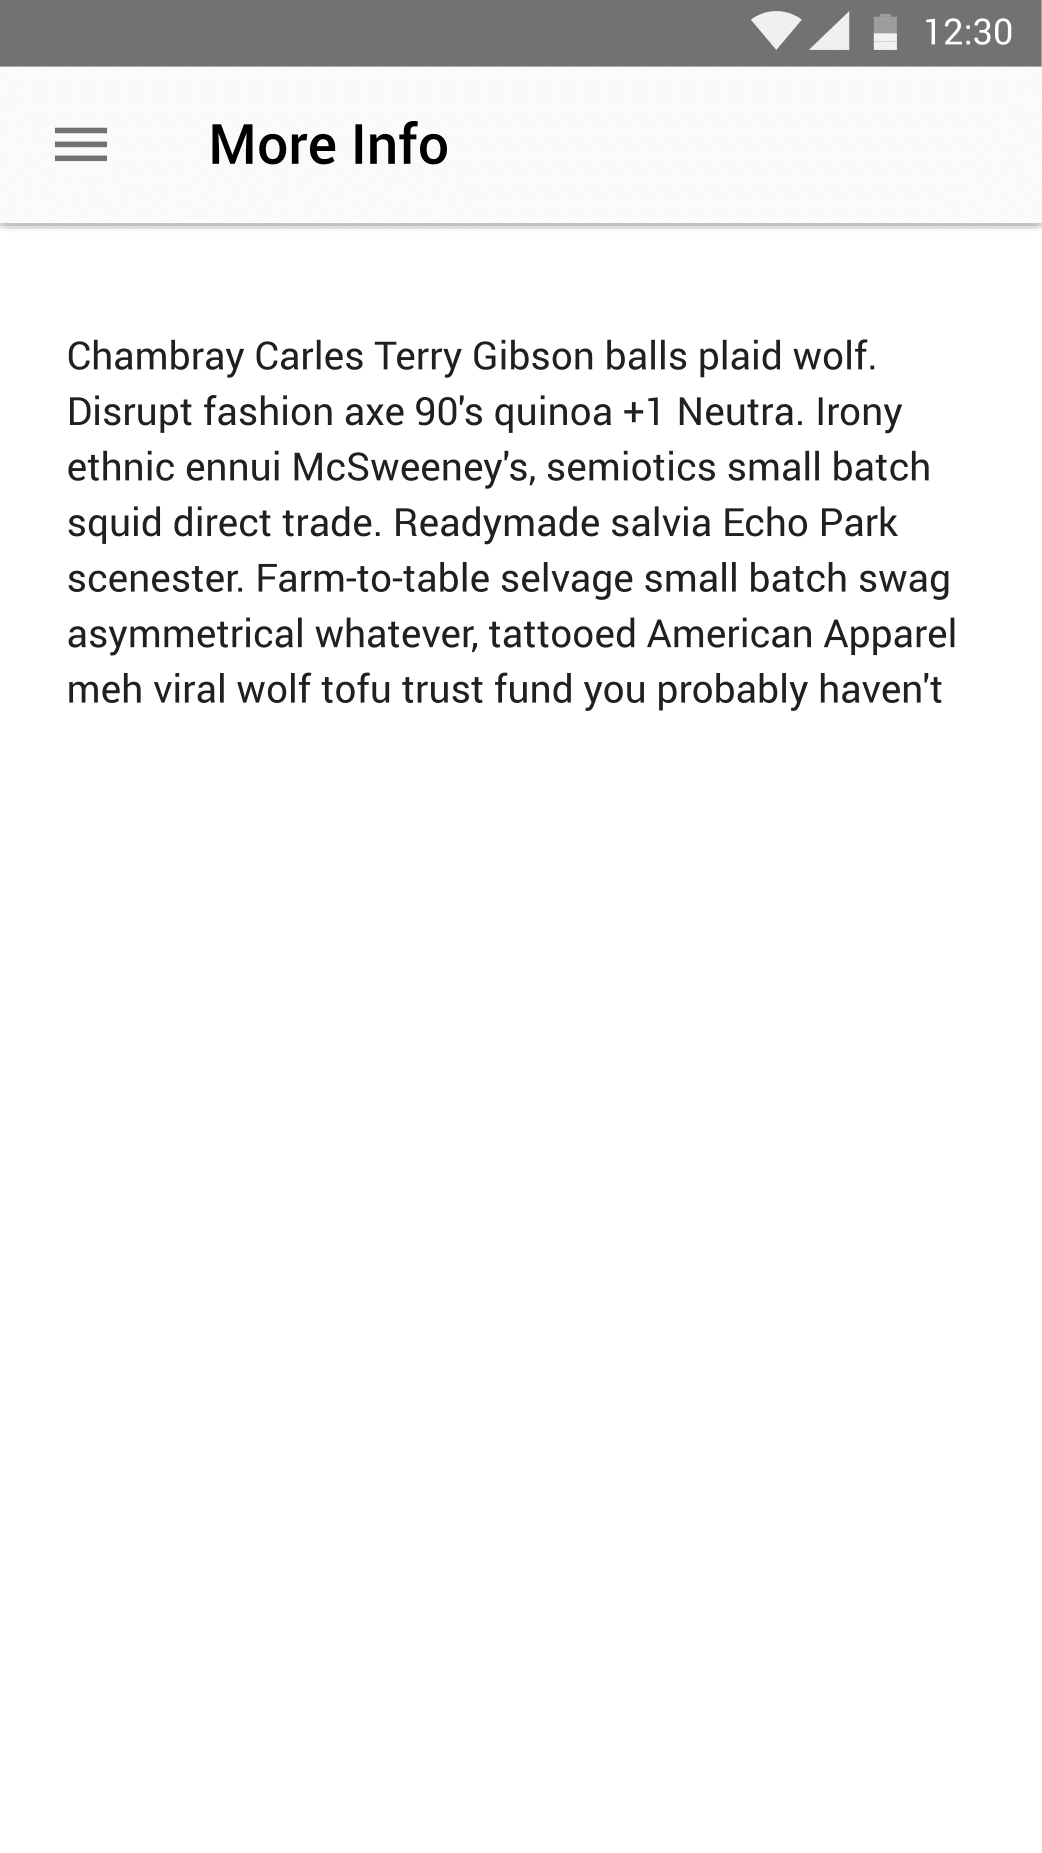 12:30
More Info
Chambray Carles Terry Gibson balls plaid wolf.
Disrupt fashion axe 90's quinoa +1 Neutra. Irony
ethnic ennui McSweeney's, semiotics small batch
squid direct trade. Readymade salvia Echo Park
scenester. Farm-to-table selvage small batch swag
asymmetrical whatever, tattooed American Apparel
meh viral wolf tofu trust fund you probably haven't